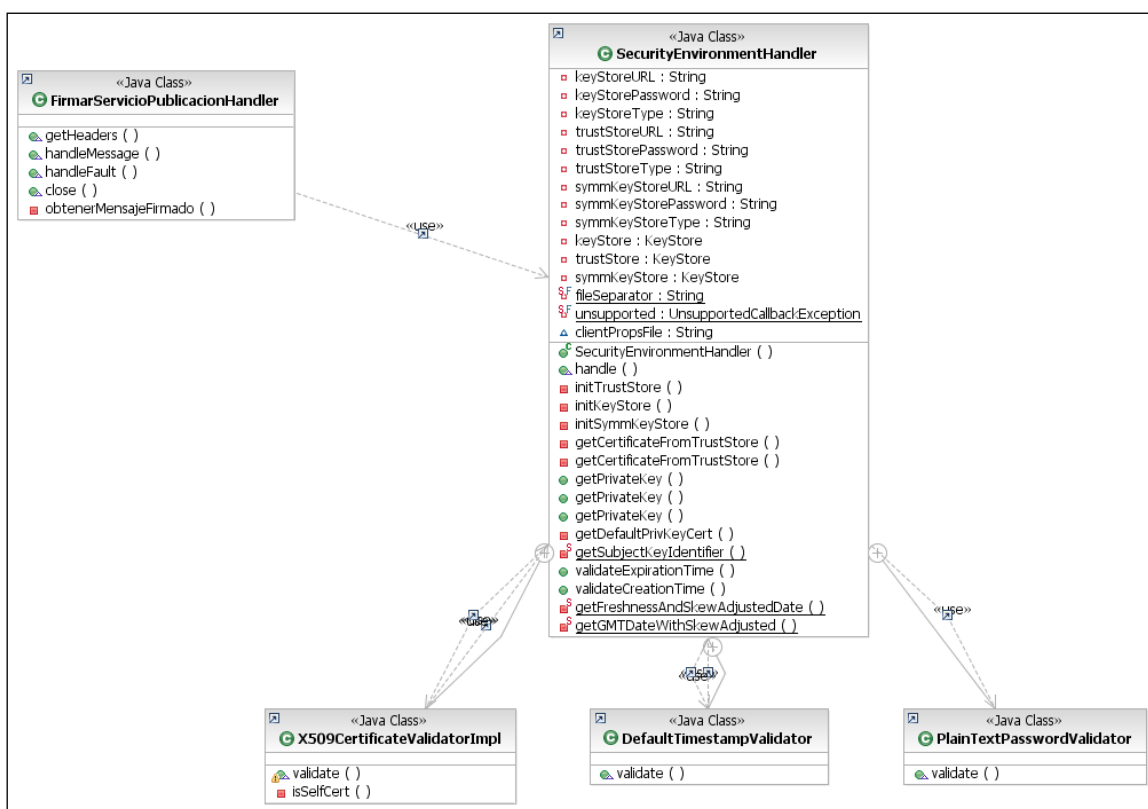 «Java Class»
SecurityEnvironmentHandler
keyStoreURL : String
keyStorePassword : String
keyStoreType : String
trustStoreURL : String
trustStorePassword : String
trustStoreType : String
symmKeyStoreURL : String
symmKeyStorePassword : String
symmKeyStoreType : String
keyStore : KeyStore
trustStore : KeyStore
symmKeyStore : KeyStore
S F fileSeparator : String
S F unsupported : UnsupportedCallbackException
clientPropsFile : String
C SecurityEnvironmentHandler ( )
handle ( )
initTrustStore ( )
initKeyStore ( )
initSymmKeyStore ( )
getCertificateFromTrustStore ( )
getCertificateFromTrustStore ( )
getPrivateKey ( )
getPrivateKey ( )
getPrivateKey ( )
getDefaultPrivKeyCert ( )
S getSubjectKeyIdentifier ( )
validateExpirationTime ( )
validateCreationTime ( )
S getFreshnessAndSkewAdjustedDate ( )
S getGMTDateWithSkewAdjusted ( )
«Java Class»
C FirmarServicioPublicacionHandler
getHeaders ( )
handleMessage ( )
handleFault ( )
close ( )
obtenerMensajeFirmado ( )
«use»
«use»
«use»
«use»
«Java Class»
C X509CertificateValidatorImpl
validate ( )
isSelfCert ( )
«Java Class»
C DefaultTimestampValidator
validate ( )
«Java Class»
C PlainTextPasswordValidator
validate ( )